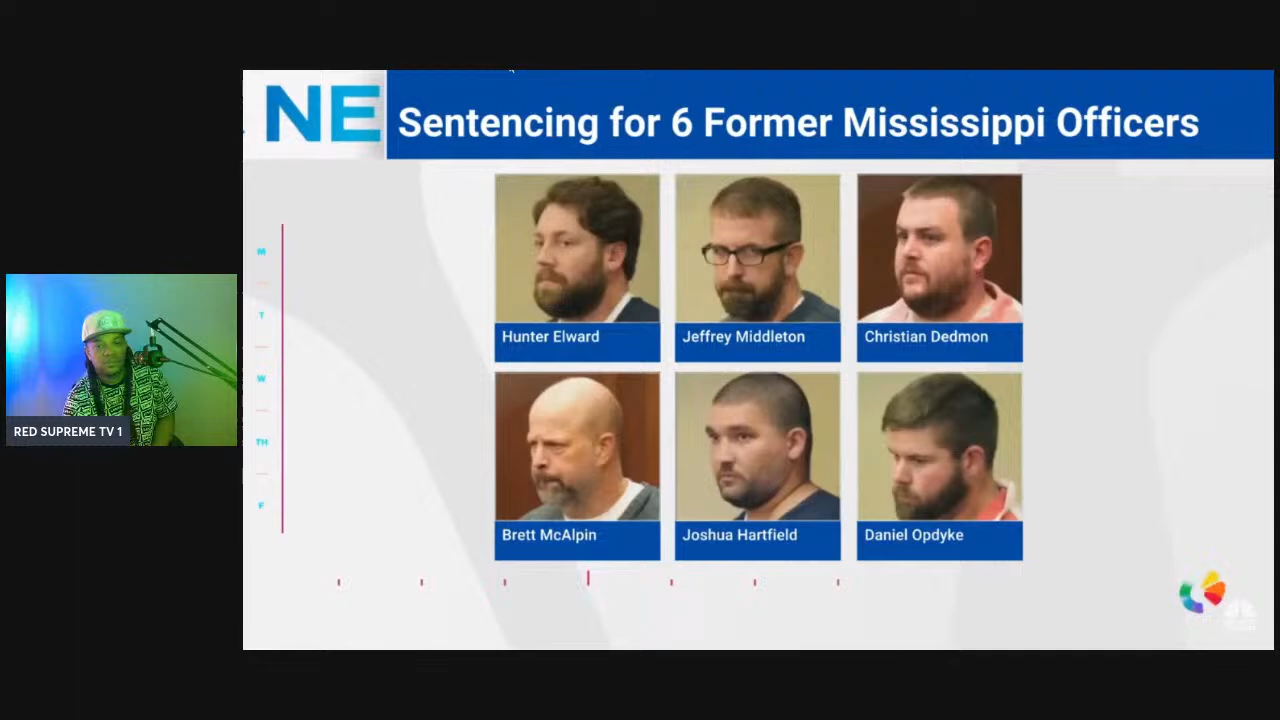 NE
Sentencing for 6 Former Mississippi Officers
M
T
W
TH
F
Hunter Elward
Jeffrey Middleton
Christian Dedmon
RED SUPREME TV 1
Brett McAlpin
Joshua Hartfield
Daniel Opdyke